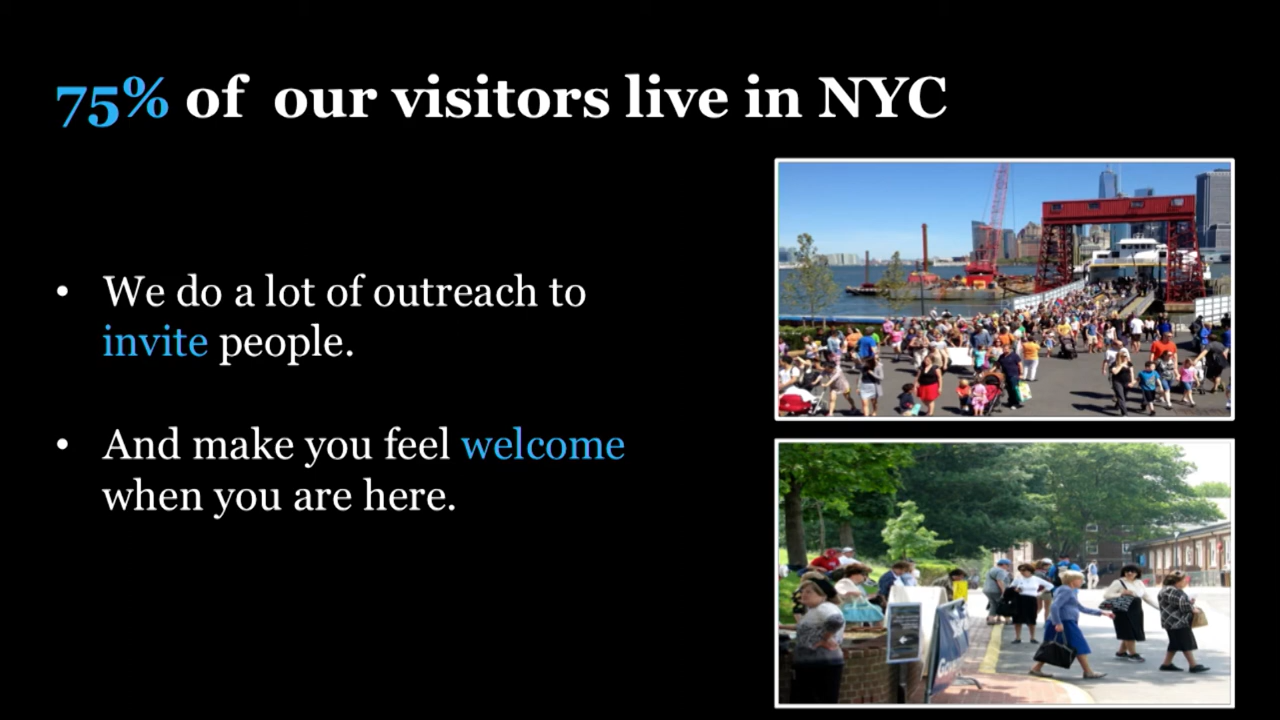 75% of our visitors live in NYC
• We do a lot of outreach to
invite people.
• And make you feel welcome
when you are here.